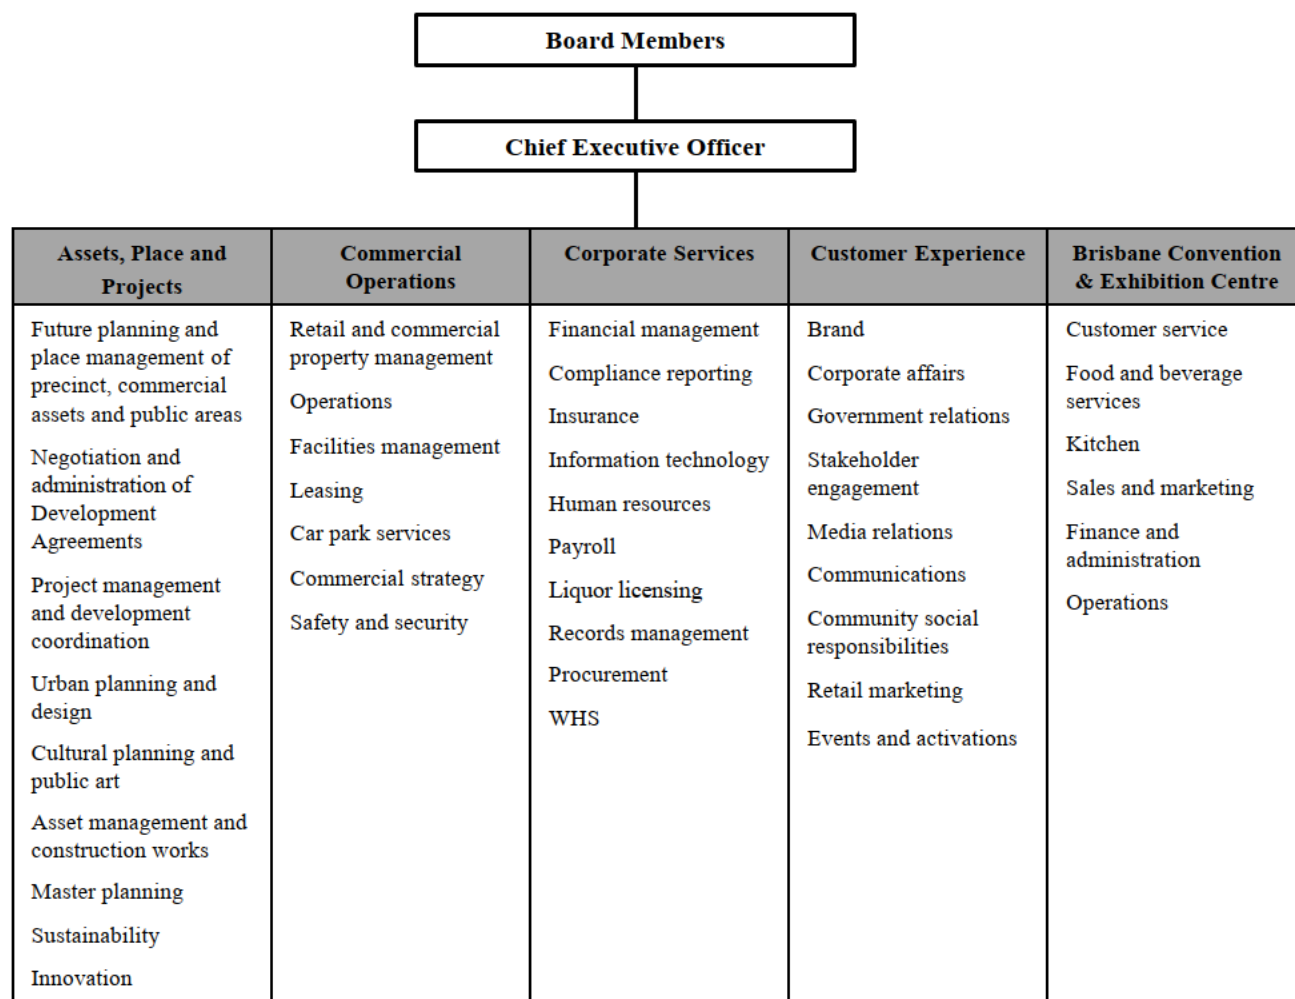 Board Members
Chief Executive Officer
Assets, Place and
Projects
Future planning and
place management of
precinct, commercial
assets and public areas
Negotiation and
administration of
Development
Agreements
Project management
and development
coordination
Urban planning and
design
Cultural planning and
public art
Asset management and
construction works
Master planning
Sustainability
Innovation
Commercial
Operations
Retail and commercial
property management
Operations
Facilities management
Leasing
Car park services
Commercial strategy
Safety and security
Corporate Services
Financial management
Compliance reporting
Insurance
Information technology
Human resources
Payroll
Liquor licensing
Records management
Procurement
WHS
Customer Experience
Brand
Corporate affairs
Government relations
Stakeholder
engagement
Media relations
Communications
Community social
responsibilities
Retail marketing
Events and activations
Brisbane Convention
& Exhibition Centre
Customer service
Food and beverage
services
Kitchen
Sales and marketing
Finance and
administration
Operations